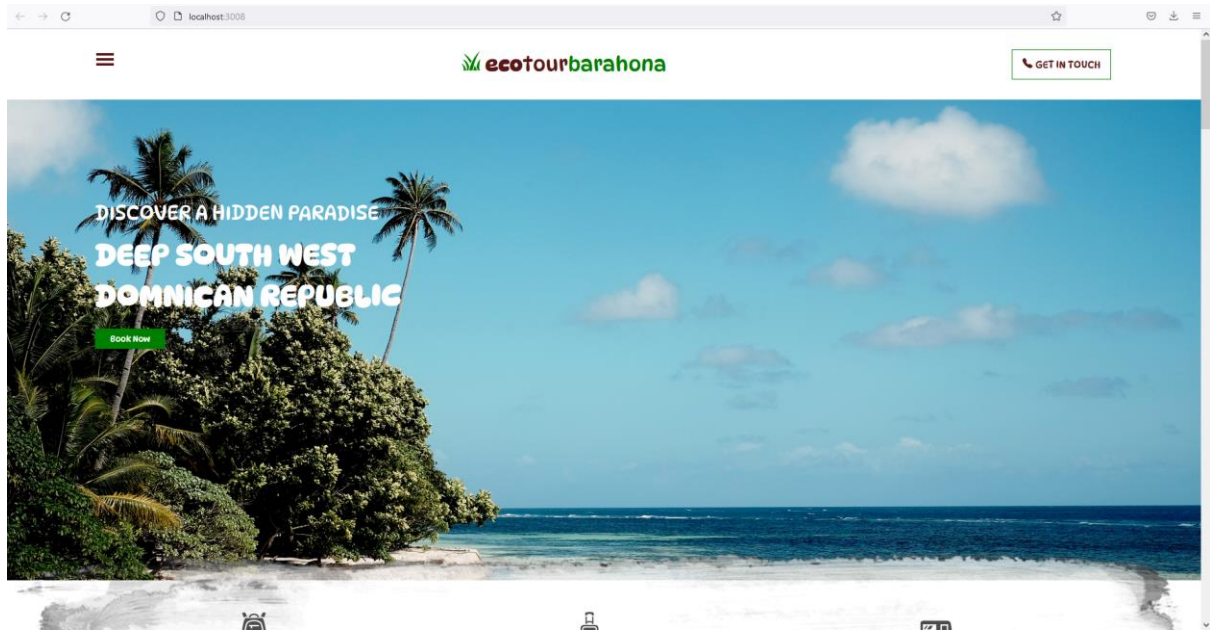 localhost:3008
ecotourbarahona
GET IN TOUCH
DISCOVER A HIDDEN PARADISE
DEEP SOUTH WEST
DOMNICAN REPUBLIC
Book Now